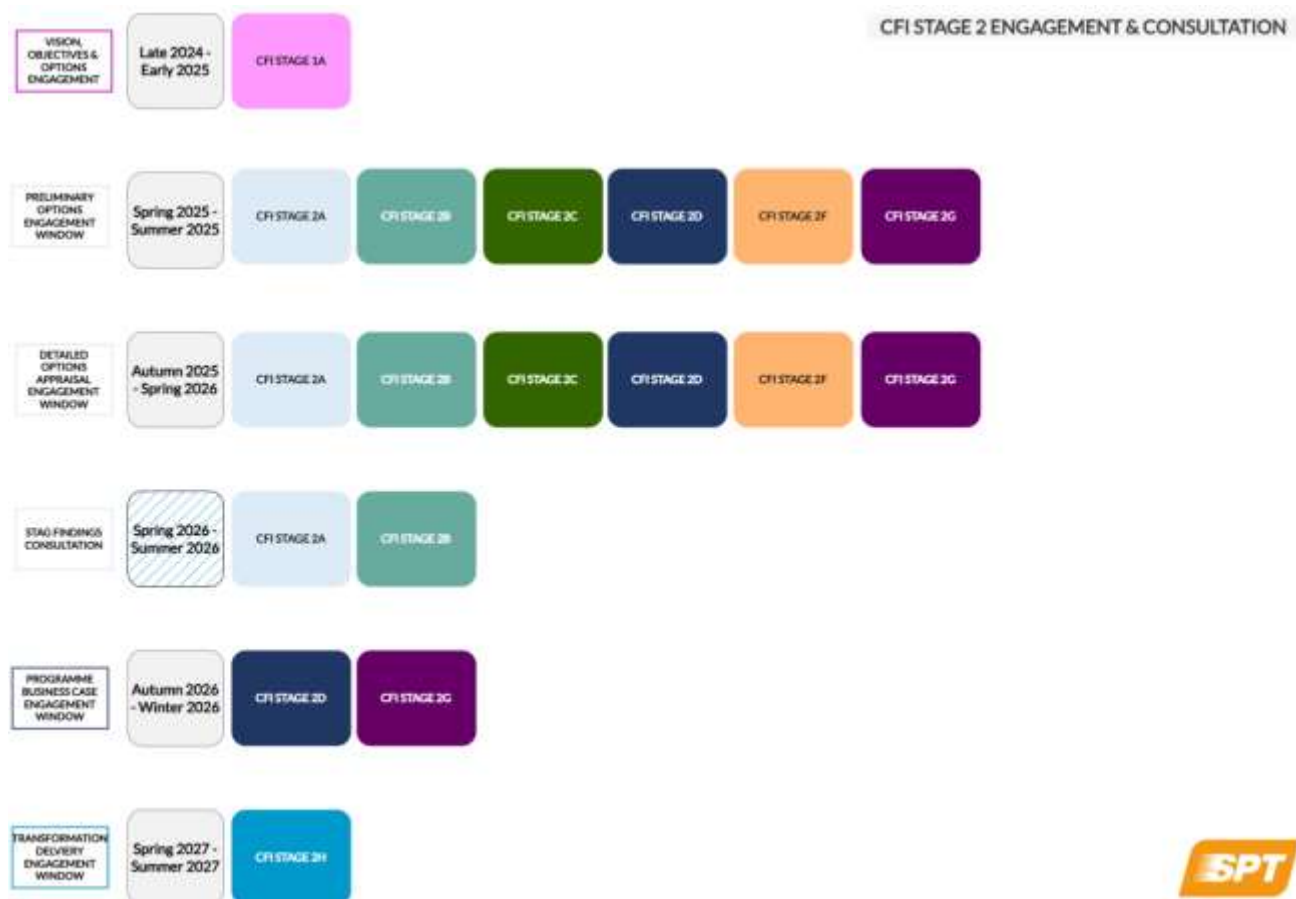 CFI STAGE 2 ENGAGEMENT & CONSULTATION
VISION,
OBJECTIVES &
OPTIONS
ENGAGEMENT
Late 2024 -
Early 2025
CFI STAGE 1A
PRELIMINARY
OPTIONS
ENGAGEMENT
WINDOW
Spring 2025 -
Summer 2025
CFI STAGE 2A
CFI STAGE 2B
CFI STAGE 2C
CFI STAGE 2D
CFI STAGE 2F
CFI STAGE 2G
DETAILED
OPTIONS
APPRAISAL
ENGAGEMENT
WINDOW
Autumn 2025
- Spring 2026
CFI STAGE 2A
CFI STAGE 2B
CFI STAGE 2C
CFI STAGE 2D
CFI STAGE 2F
CFI STAGE 2G
STAG FINDINGS
CONSULTATION
Spring 2026 -
Summer 2026
CFI STAGE 2A
CFI STAGE 2B
PROGRAMME
BUSINESS CASE
ENGAGEMENT
WINDOW
Autumn 2026
- Winter 2026
CFI STAGE 2D
CFI STAGE 2G
TRANSFORMATION
DELVIERY
ENGAGEMENT
WINDOW
Spring 2027 -
Summer 2027
CFI STAGE 2H
SPT